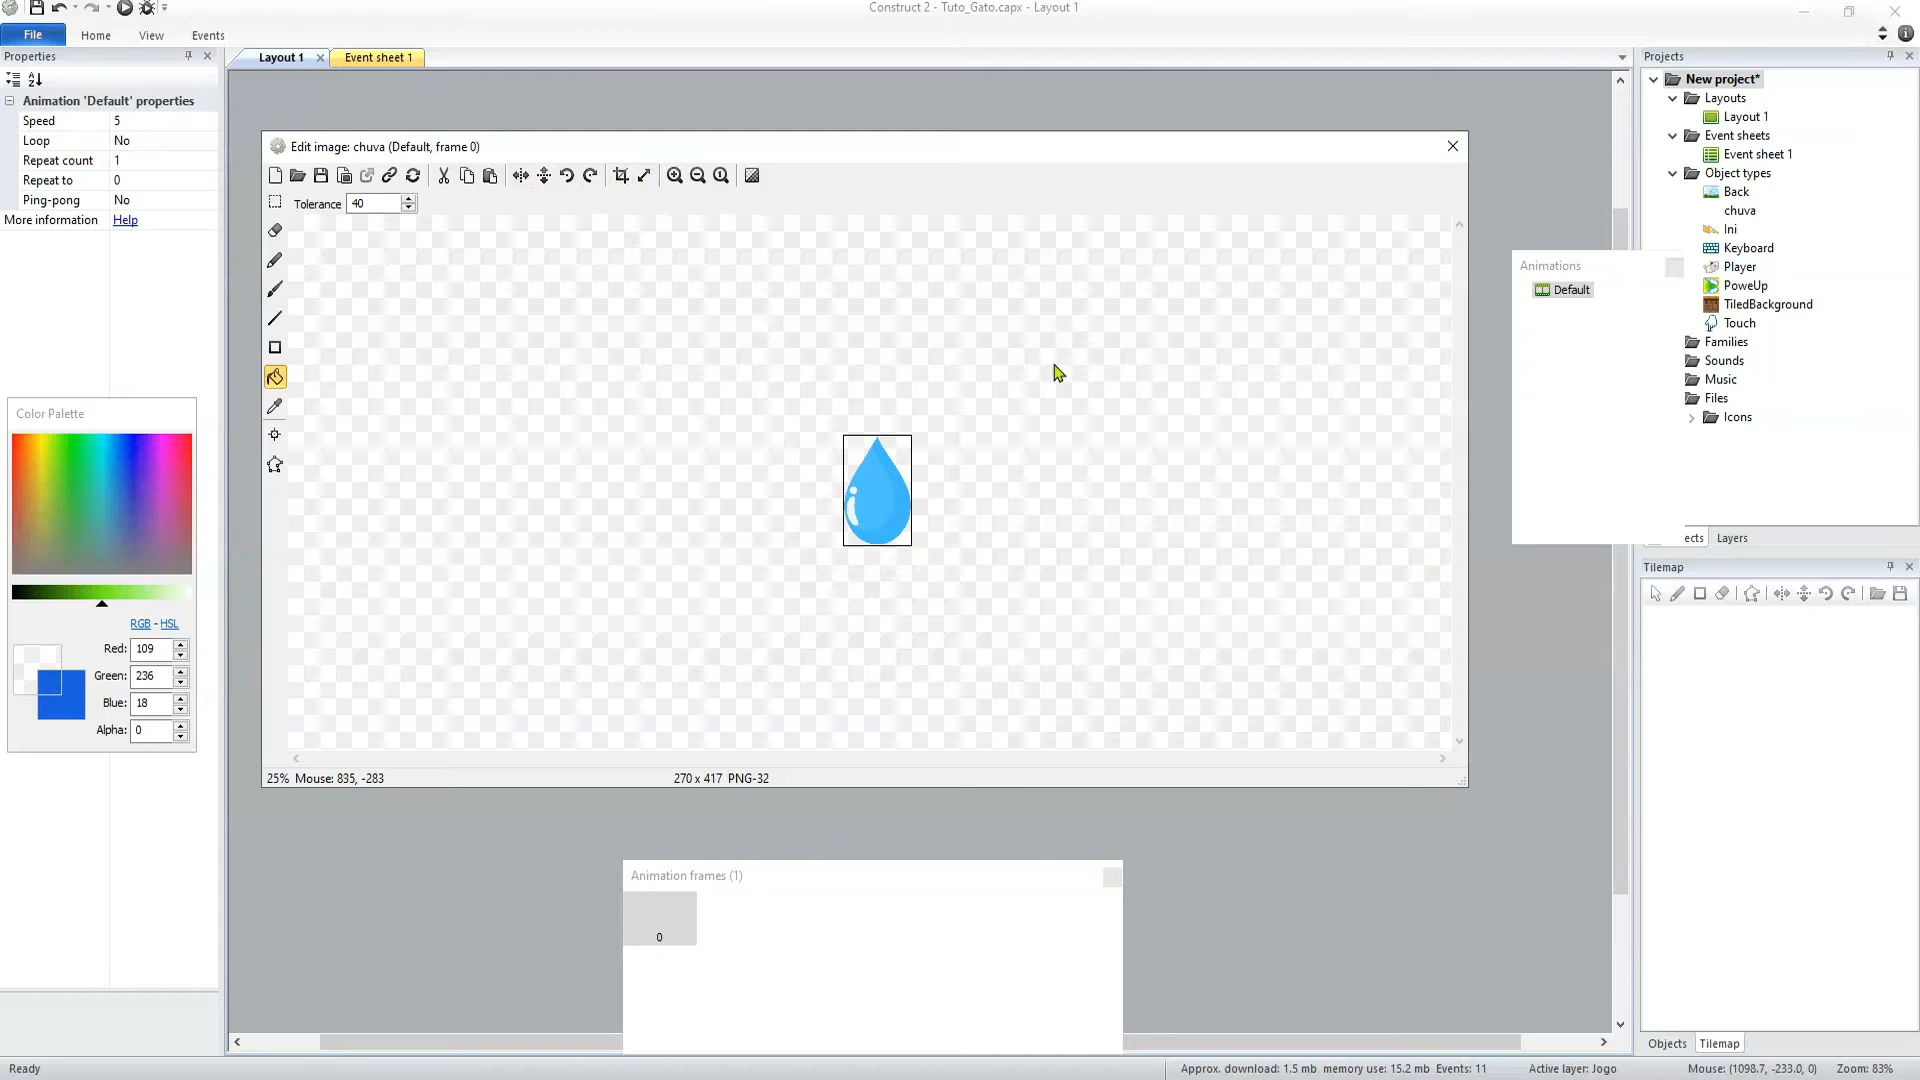 Construct 2 - Tuto_Gato.capx - Layout 1
File
Home
View
Events
Properties
Layout 1
Event sheet 1
Projects
Animation 'Default' properties
Speed 5
Loop No
Repeat count 1
Repeat to 0
Ping-pong No
More information Help
Edit image: chuva (Default, frame 0)
Tolerance 40
New project*
Layouts
Layout 1
Event sheets
Event sheet 1
Object types
Back
chuva
Ini
Keyboard
Player
PoweUp
TiledBackground
Touch
Families
Sounds
Music
Files
Icons
Animations
Default
Color Palette
RGB - HSL
Red: 109
Green: 236
Blue: 18
Alpha: 0
ects
Layers
Tilemap
25% Mouse: 835, -283
270 x 417 PNG-32
Animation frames (1)
0
Objects
Tilemap
Ready
Approx. download: 1.5 mb memory use: 15.2 mb Events: 11
Active layer: Jogo
Mouse: (1098.7, -233.0, 0)
Zoom: 83%